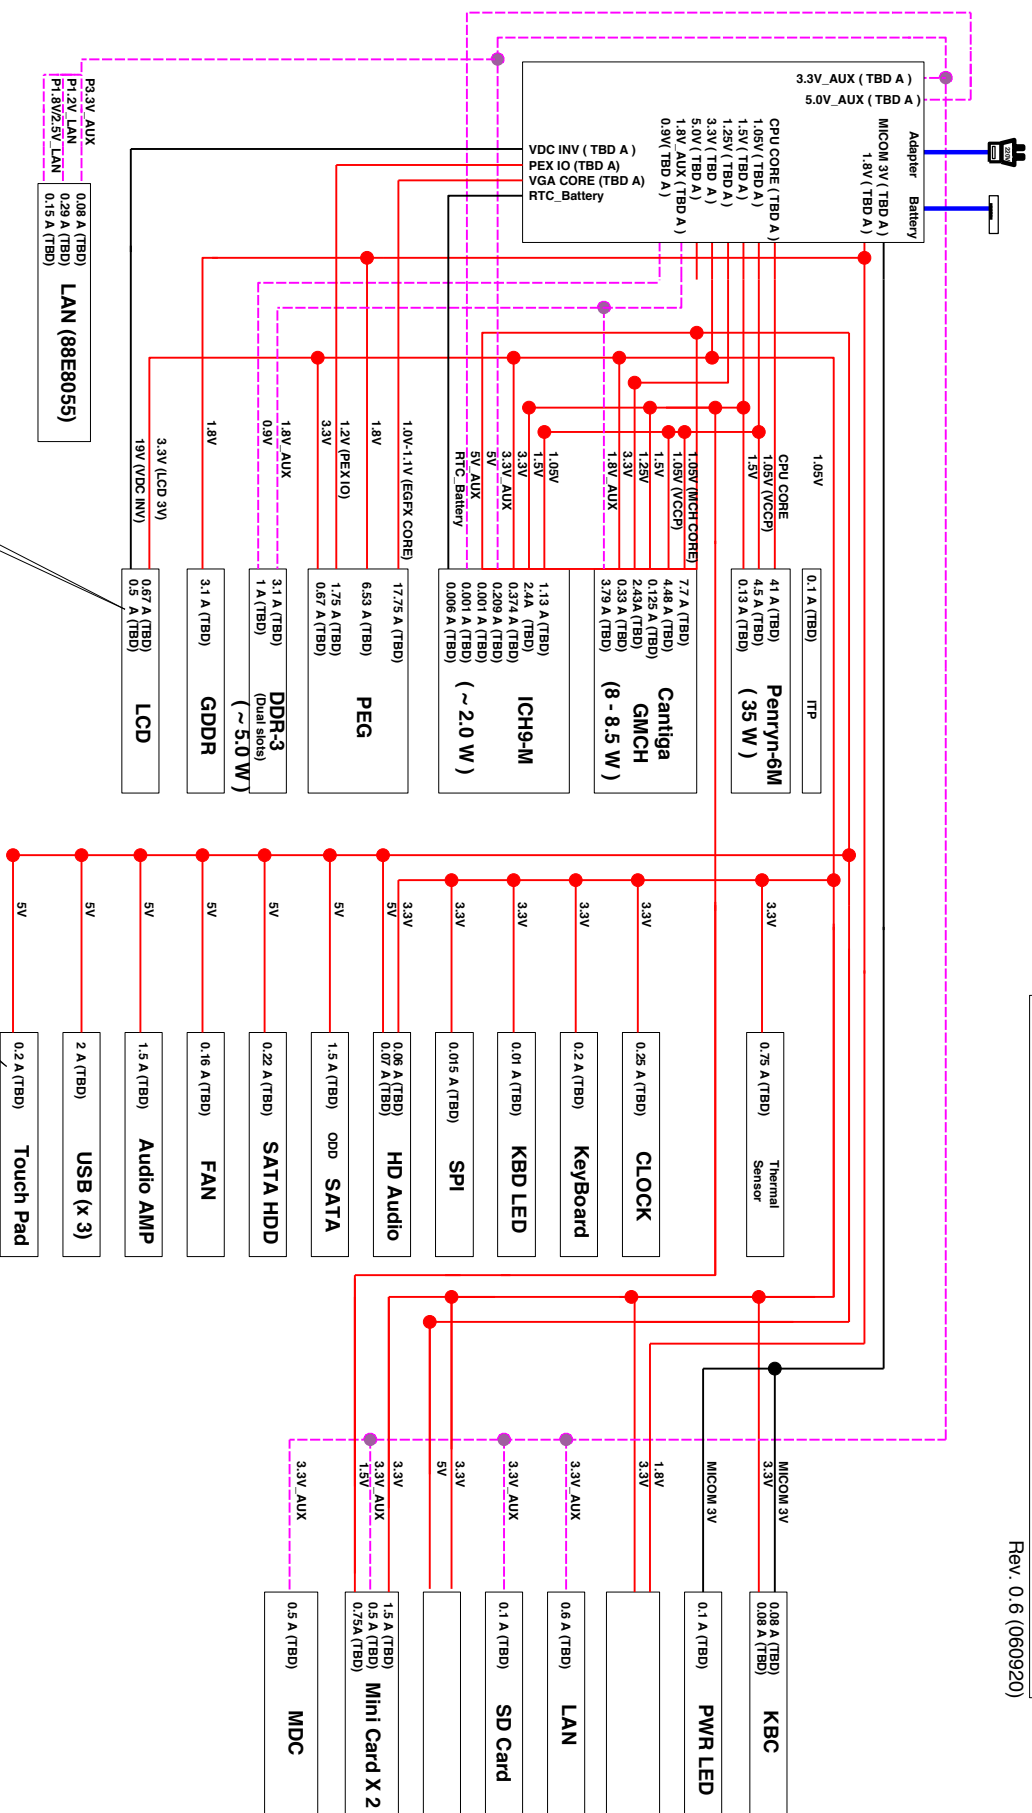 220V
Adapter
Battery
3.3V_AUX ( TBD A )
5.0V_AUX ( TBD A )
MICOM 3V ( TBD A )
1.8V ( TBD A )
CPU CORE ( TBD A )
1.05V ( TBD A )
1.5V ( TBD A )
1.25V ( TBD A )
3.3V ( TBD A )
5.0V ( TBD A )
1.8V_AUX ( TBD A )
0.9V( TBD A )
VDC INV ( TBD A )
PEX IO (TBD A)
VGA CORE (TBD A)
RTC_Battery
P3.3V_AUX
P1.2V_LAN
P1.8V/2.5V_LAN
0.08 A (TBD)
0.29 A (TBD)
0.15 A (TBD)
LAN (88E8055)
1.05V
0.1 A (TBD)
ITP
CPU CORE
1.05V (VCCP)
1.5V
41 A (TBD)
4.5 A (TBD)
0.13 A (TBD)
Penryn-6M
( 35 W )
1.05V (MCH CORE)
1.05V (VCCP)
1.5V
1.25V
3.3V
1.8V_AUX
7.7 A (TBD)
4.48 A (TBD)
0.125 A (TBD)
2.43A (TBD)
0.33 A (TBD)
3.79 A (TBD)
Cantiga
GMCH
(8 - 8.5 W )
1.05V
1.5V
3.3V
3.3V_AUX
5V
5V_AUX
RTC_Battery
1.13 A (TBD)
2.4A (TBD)
0.374 A (TBD)
0.209 A (TBD)
0.001 A (TBD)
0.001 A (TBD)
0.006 A (TBD)
ICH9-M
( ~ 2.0 W )
1.0V-1.1V (EGFX CORE)
1.8V
1.2V (PEX IO)
3.3V
17.75 A (TBD)
6.53 A (TBD)
1.75 A (TBD)
0.67 A (TBD)
PEG
1.8V_AUX
0.9V
3.1 A (TBD)
1 A (TBD)
DDR-3
(Dual slots)
( ~ 5.0 W )
1.8V
3.1 A (TBD)
GDDR
3.3V (LCD 3V)
19V (VDC INV)
0.67 A (TBD)
0.5 A (TBD)
LCD
3.3V
0.75 A (TBD)
Thermal
Sensor
3.3V
0.25 A (TBD)
CLOCK
3.3V
0.2 A (TBD)
KeyBoard
3.3V
0.01 A (TBD)
KBD LED
3.3V
0.015 A (TBD)
SPI
3.3V
5V
0.06 A (TBD)
0.07 A (TBD)
HD Audio
5V
1.5 A (TBD)
ODD SATA
5V
0.22 A (TBD)
SATA HDD
5V
0.16 A (TBD)
FAN
5V
1.5 A (TBD)
Audio AMP
5V
2 A (TBD)
USB (x 3)
5V
0.2 A (TBD)
Touch Pad
MICOM 3V
3.3V
0.08 A (TBD)
0.08 A (TBD)
KBC
MICOM 3V
0.1 A (TBD)
PWR LED
1.8V
3.3V
3.3V_AUX
0.6 A (TBD)
LAN
3.3V_AUX
0.1 A (TBD)
SD Card
3.3V
5V
3.3V
3.3V_AUX
1.5V
1.5 A (TBD)
0.5 A (TBD)
0.75A (TBD)
Mini Card X 2
3.3V_AUX
0.5 A (TBD)
MDC
Rev. 0.6 (060920)